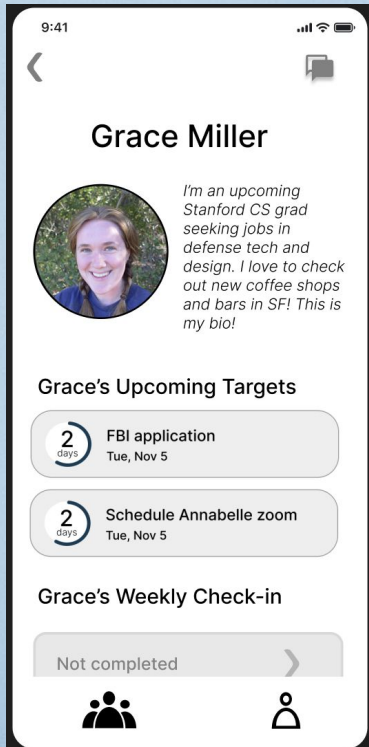 9:41
Grace Miller
I'm an upcoming
Stanford CS grad
seeking jobs in
defense tech and
design. I love to check
out new coffee shops
and bars in SF! This is
my bio!
Grace's Upcoming Targets
2
days
FBI application
Tue, Nov 5
2
days
Schedule Annabelle zoom
Tue, Nov 5
Grace's Weekly Check-in
Not completed